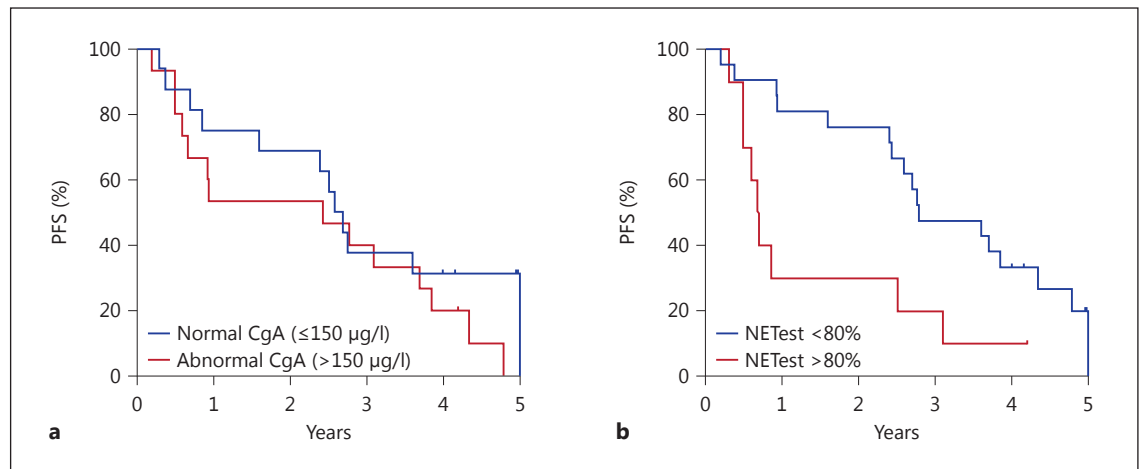 100
80
60
40
20
0
PFS (%)
Normal CgA (≤150 μg/l)
Abnormal CgA (>150 μg/l)
0 1 2 3 4 5
Years
a
100
80
60
40
20
0
PFS (%)
NETest <80%
NETest >80%
0 1 2 3 4 5
Years
b